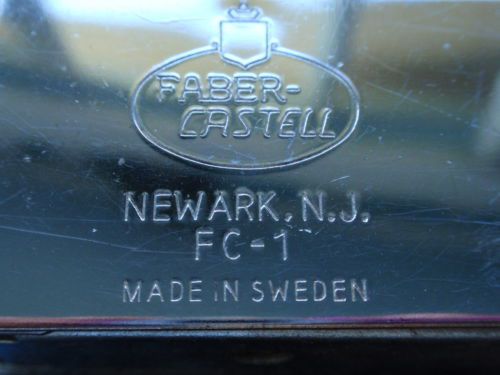 FABER-
CASTELL
NEWARK, N.J.
FC-1
MADE IN SWEDEN